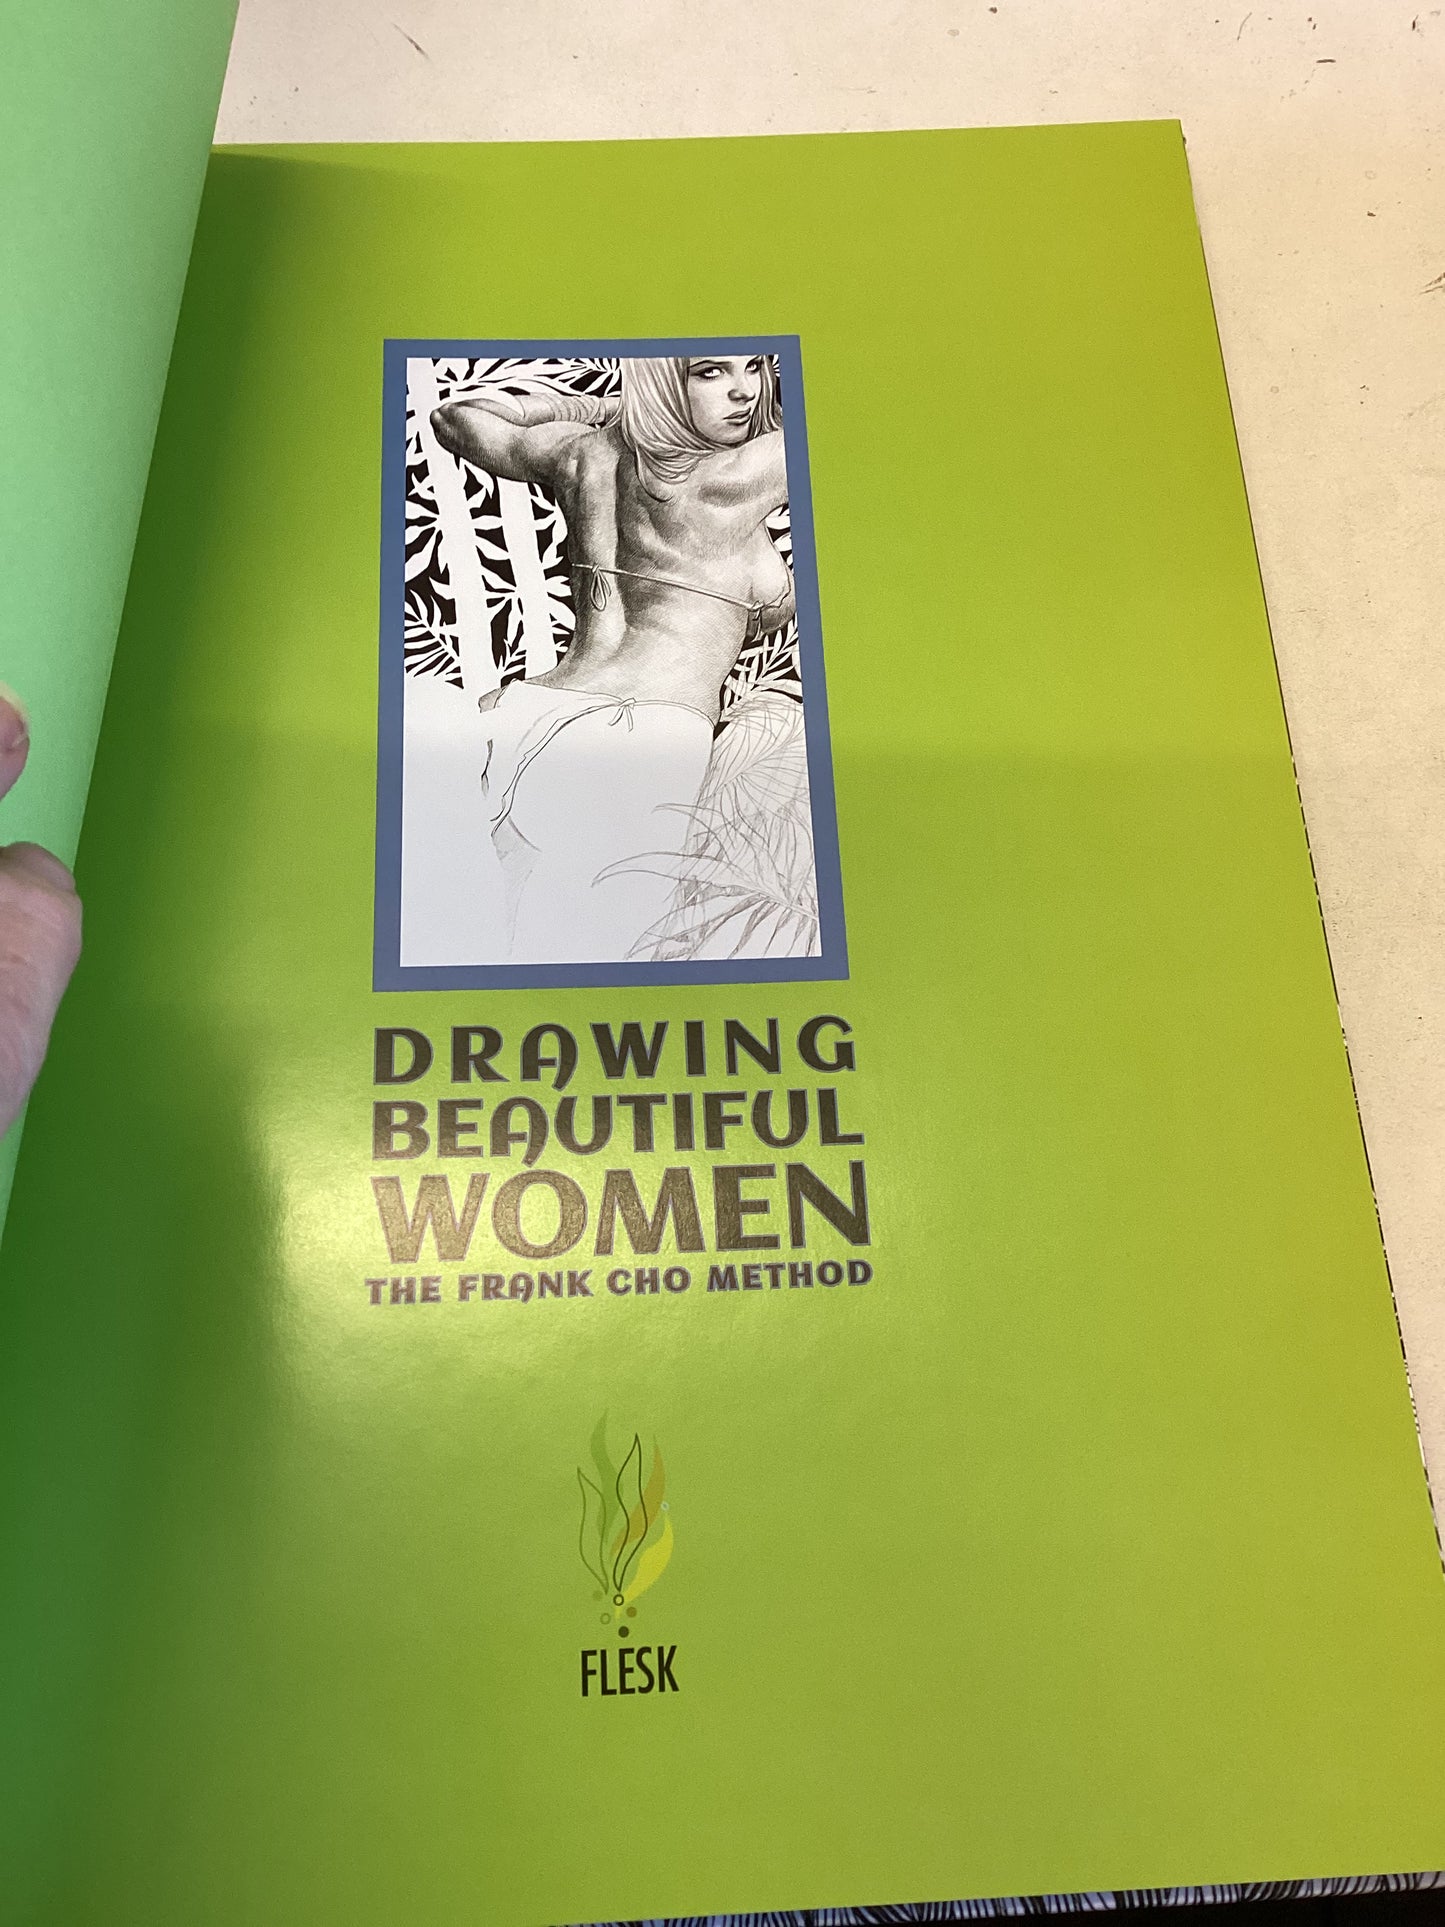 DRAWING
BEAUTIFUL
WOMEN
THE FRANK CHO METHOD
FLESK